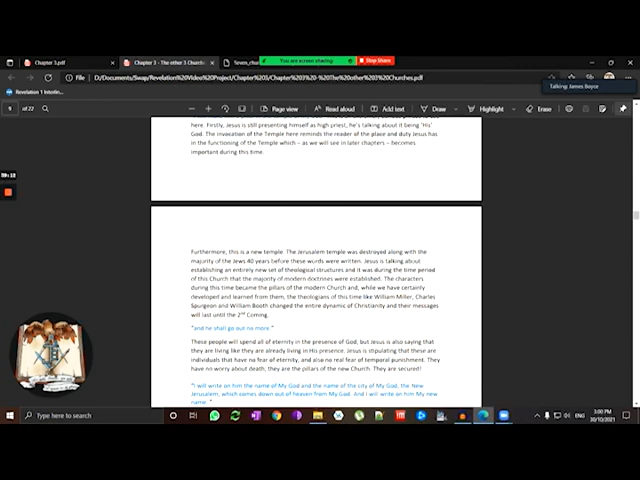 Chapter 3.pdf
Chapter 3 - The other 3 Church
Seven_chu
You are screen sharing
Stop Share
File
D:/Documents/Swap/Revelation%20Video%20Project/Chapter%203/Chapter%203%20-%20The%20other%203%20Churches.pdf
Talking: James Boyce
Revelation 1 Interlin...
9 of 22
Page view
Read aloud
Add text
Draw
Highlight
Erase
here. Firstly, Jesus is still presenting himself as high priest, he's talking about it being 'His'
God. The invocation of the Temple here reminds the reader of the place and duty Jesus has
in the functioning of the Temple which – as we will see in later chapters – becomes
important during this time.
Furthermore, this is a new temple. The Jerusalem temple was destroyed along with the
majority of the Jews 40 years before these words were written. Jesus is talking about
establishing an entirely new set of theological structures and it was during the time period
of this Church that the majority of modern doctrines were established. The characters
during this time became the pillars of the modern Church and, while we have certainly
developed and learned from them, the theologians of this time like William Miller, Charles
Spurgeon and William Booth changed the entire dynamic of Christianity and their messages
will last until the 2nd Coming.
"and he shall go out no more."
These people will spend all of eternity in the presence of God, but Jesus is also saying that
they are living like they are already living in His presence. Jesus is stipulating that these are
individuals that have no fear of eternity, and also no real fear of temporal punishment. They
have no worry about death, they are the pillars of the new Church. They are secured!
"I will write on him the name of My God and the name of the city of My God, the New
Jerusalem, which comes down out of heaven from My God. And I will write on him My new
name."
Type here to search
ENG
3:00 PM
30/10/2021